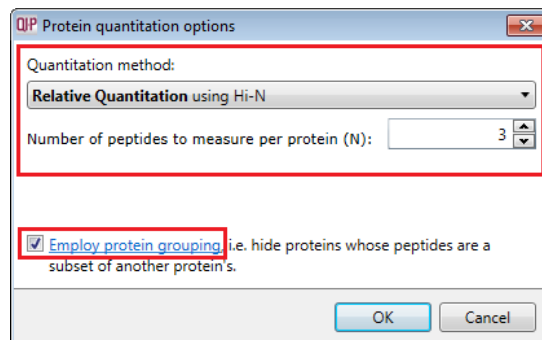 QIP Protein quantitation options
Quantitation method:
Relative Quantitation using Hi-N
Number of peptides to measure per protein (N): 3
Employ protein grouping, i.e. hide proteins whose peptides are a
subset of another protein's.
OK Cancel